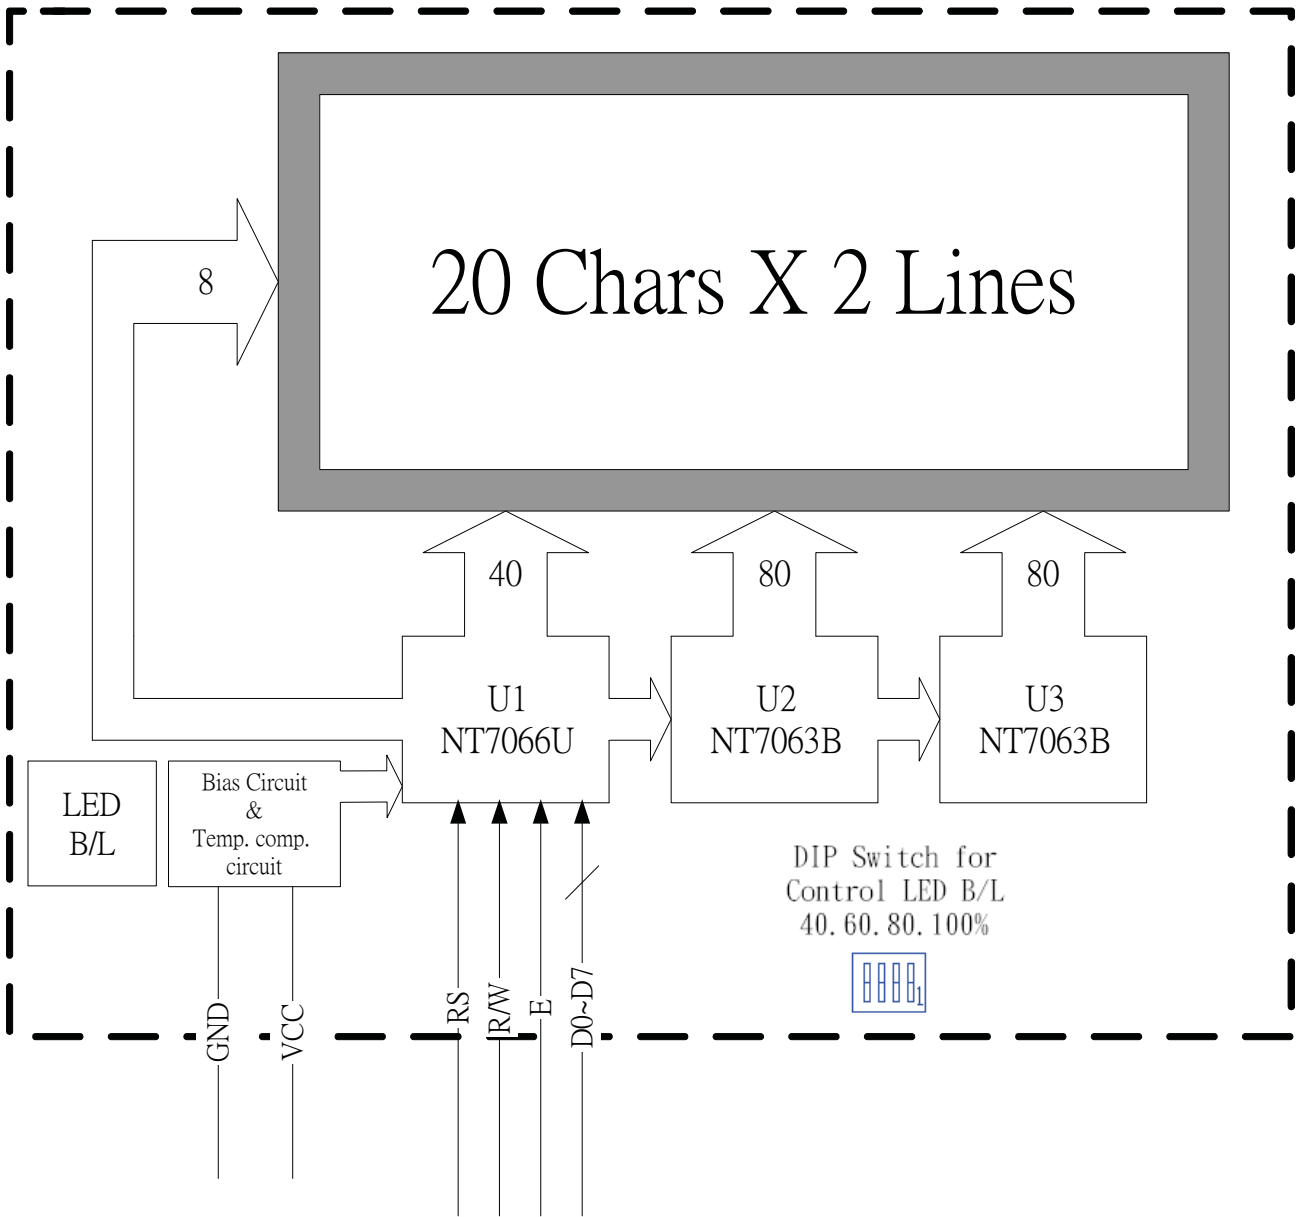 20 Chars X 2 Lines
8
40
80
80
U1
NT7066U
U2
NT7063B
U3
NT7063B
LED
B/L
Bias Circuit
&
Temp. comp.
circuit
DIP Switch for
Control LED B/L
40.60.80.100%
1
GND
VCC
RS
R/W
E
D0~D7